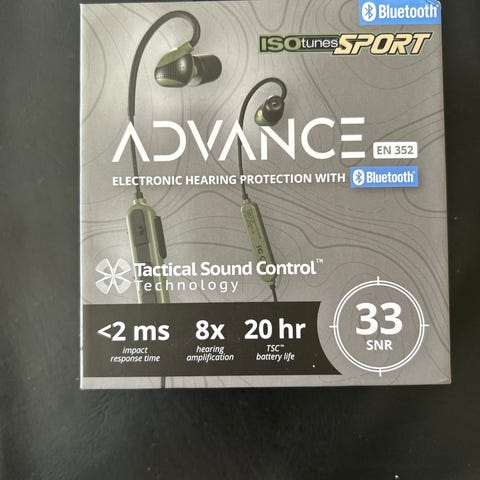 Bluetooth®
ISOtunes SPORT
ADVANCE EN 352
ELECTRONIC HEARING PROTECTION WITH Bluetooth®
Tactical Sound Control™
Technology
<2 ms 8x 20 hr
impact response time
hearing amplification
TSC™ battery life
33
SNR